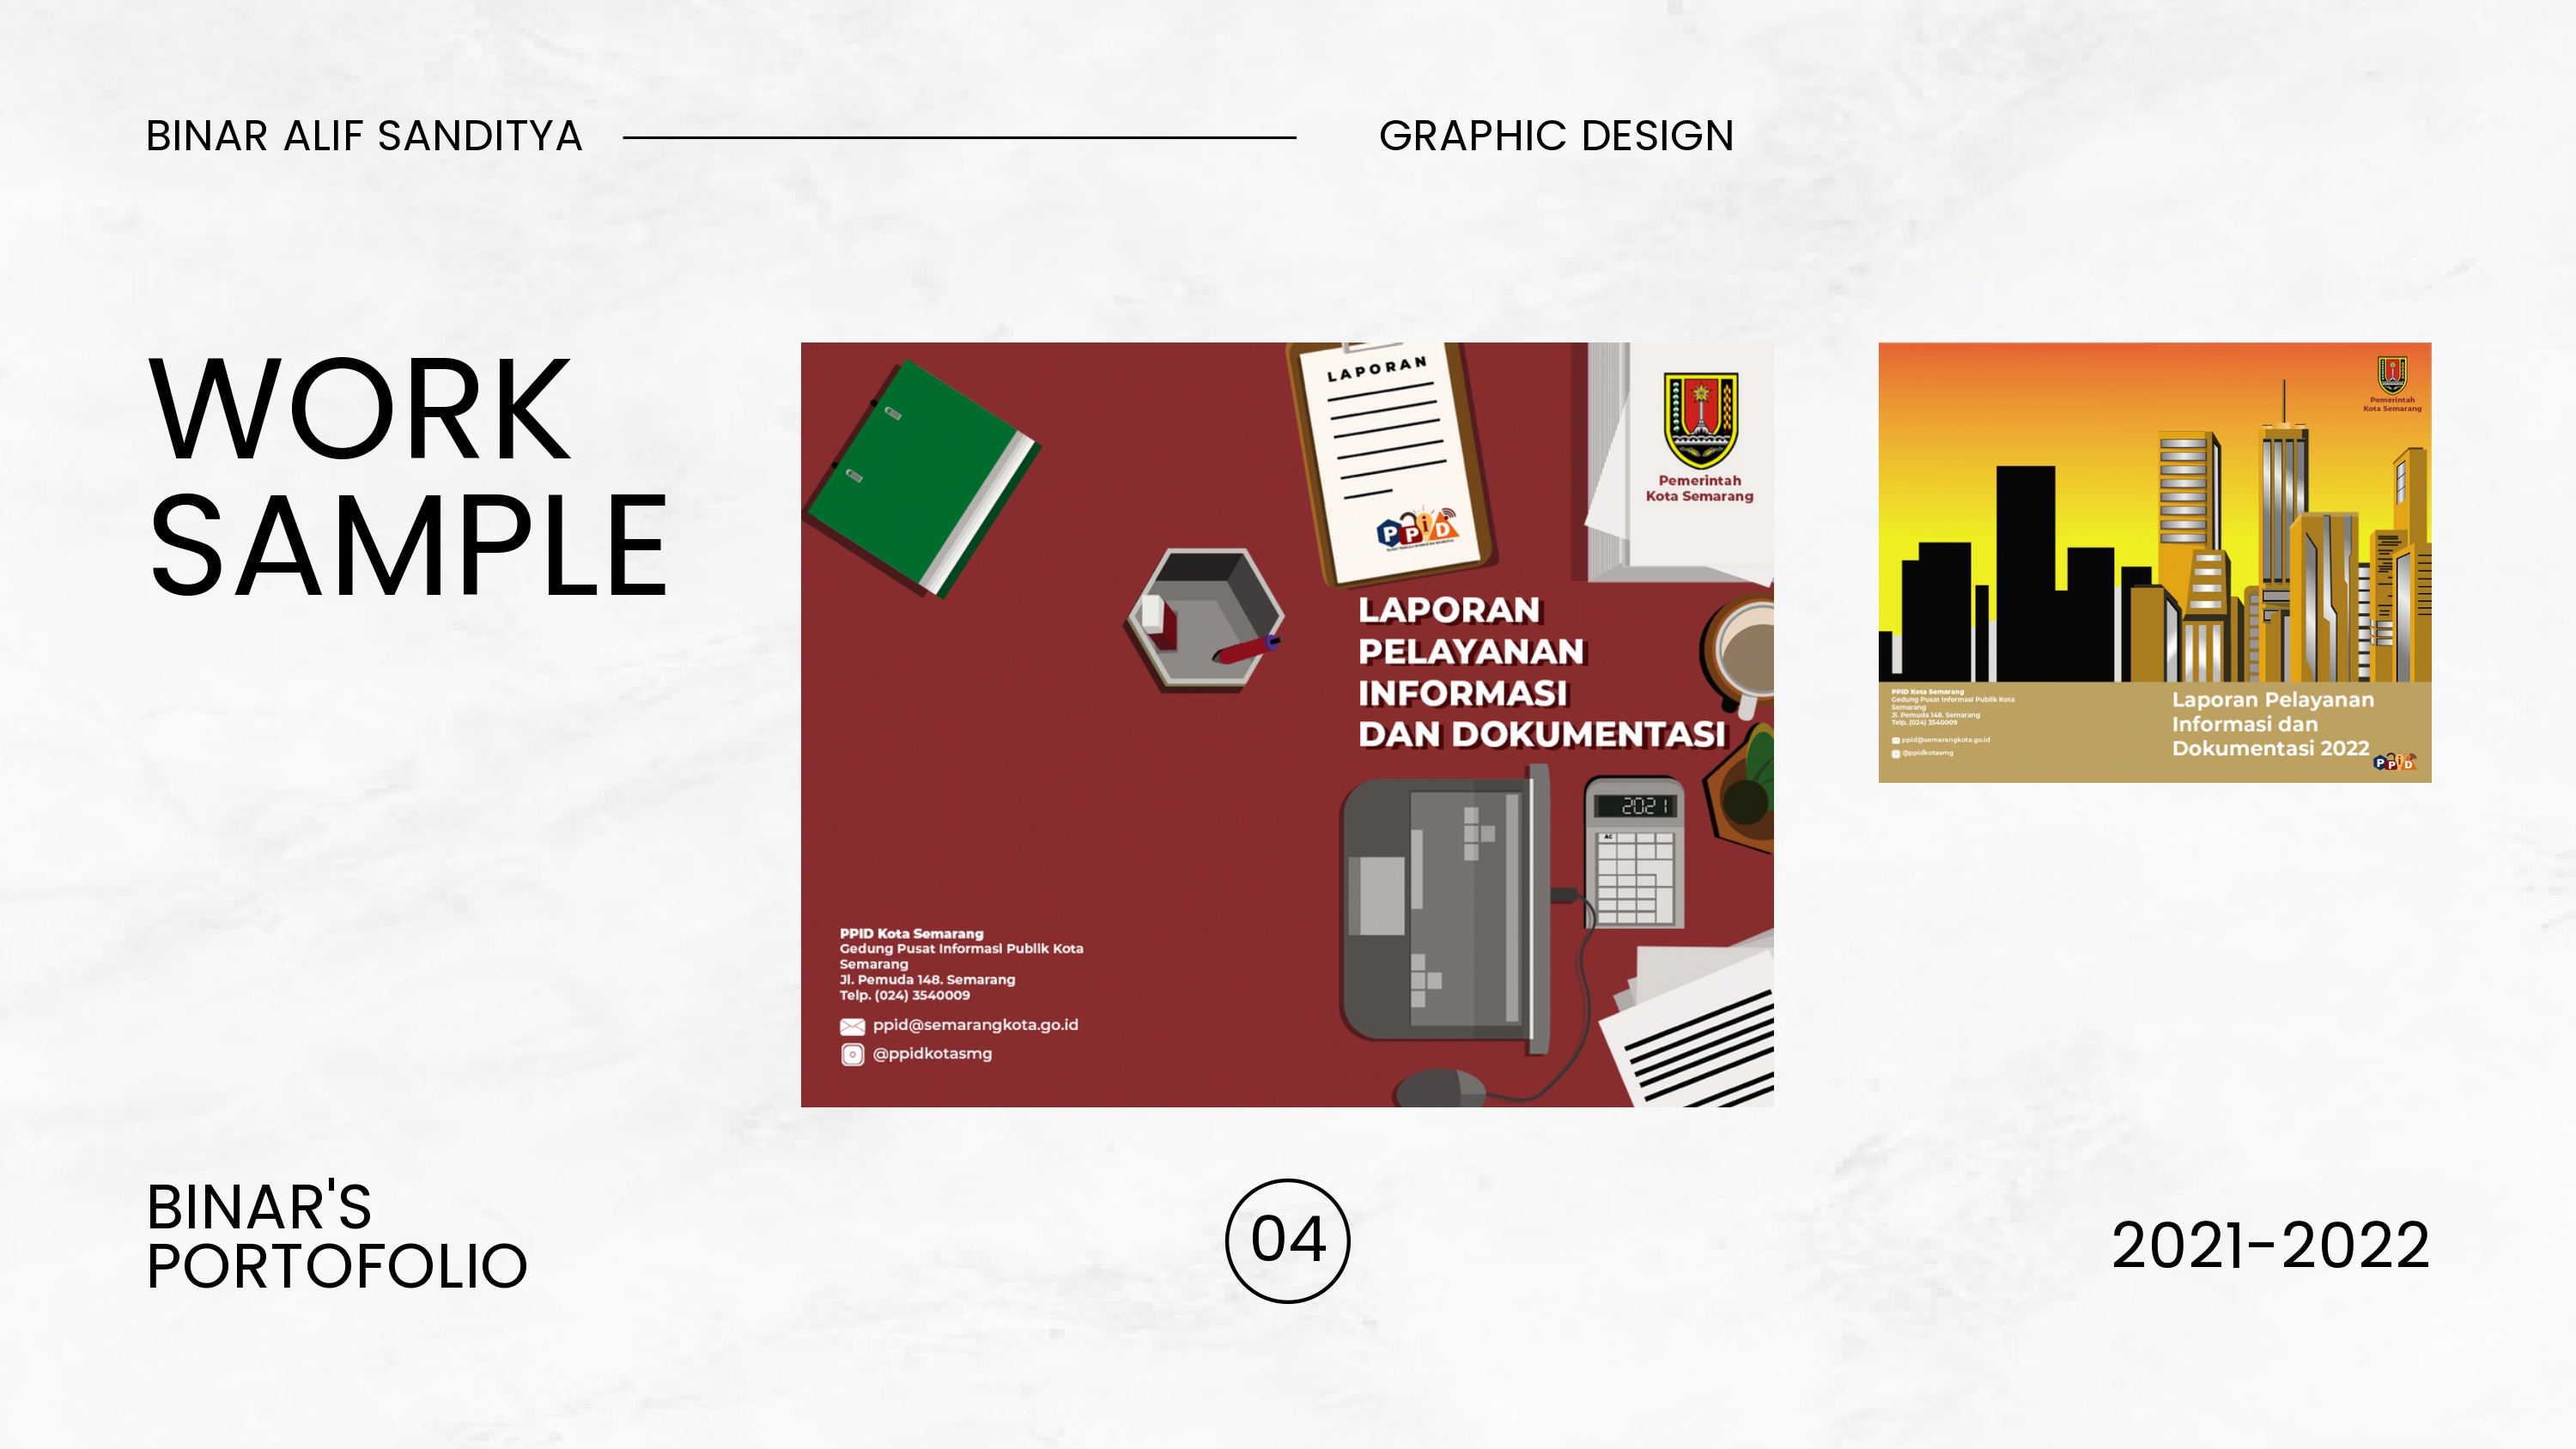 BINAR ALIF SANDITYA
GRAPHIC DESIGN
WORK
SAMPLE
LAPORAN
PPiD
Pemerintah
Kota Semarang
LAPORAN
PELAYANAN
INFORMASI
DAN DOKUMENTASI
2021
AC
PPID Kota Semarang
Gedung Pusat Informasi Publik Kota
Semarang
Jl. Pemuda 148. Semarang
Telp. (024) 3540009
ppid@semarangkota.go.id
@ppidkotasmg
Pemerintah
Kota Semarang
PPID Kota Semarang
Gedung Pusat Informasi Publik Kota
Semarang
Jl. Pemuda 148. Semarang
Telp. (024) 3540009
ppid@semarangkota.go.id
@ppidkotasmg
Laporan Pelayanan
Informasi dan
Dokumentasi 2022
PPiD
BINAR'S
PORTOFOLIO
04
2021-2022